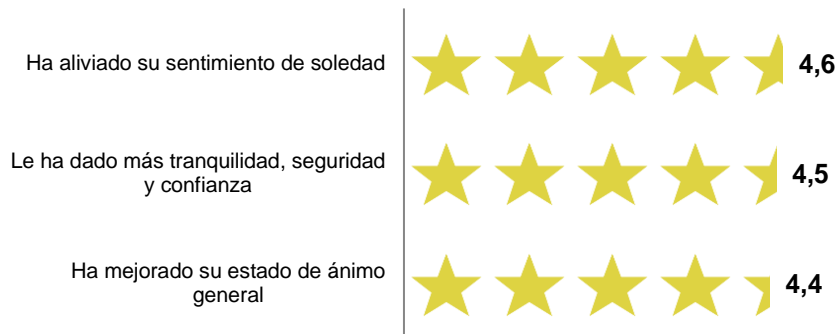 Ha aliviado su sentimiento de soledad
4,6
Le ha dado más tranquilidad, seguridad
y confianza
4,5
Ha mejorado su estado de ánimo
general
4,4